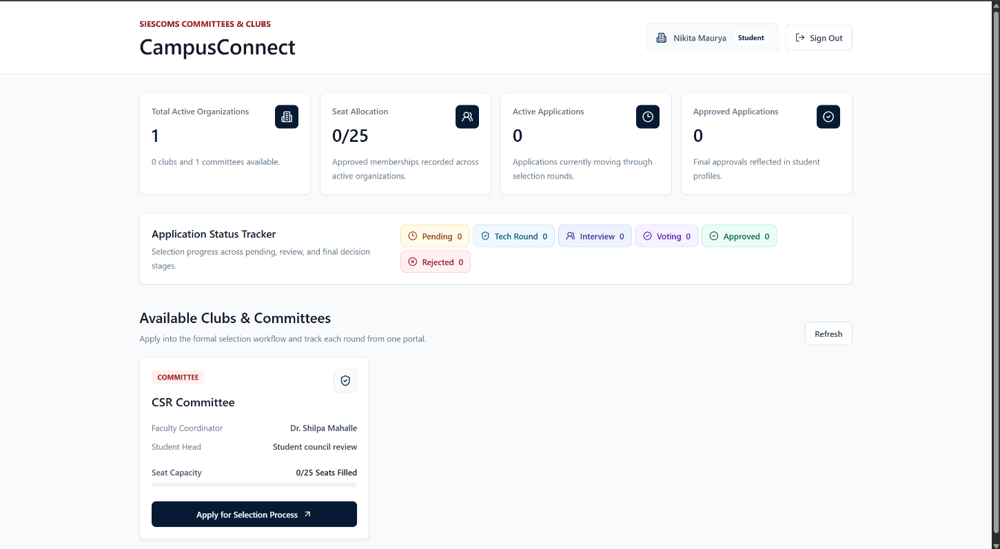 SIESCOMS COMMITTEES & CLUBS
CampusConnect
Nikita Maurya Student
Sign Out
Total Active Organizations
1
0 clubs and 1 committees available.
Seat Allocation
0/25
Approved memberships recorded across
active organizations.
Active Applications
0
Applications currently moving through
selection rounds.
Approved Applications
0
Final approvals reflected in student
profiles.
Application Status Tracker
Selection progress across pending, review, and final decision
stages.
Pending 0
Tech Round 0
Interview 0
Voting 0
Approved 0
Rejected 0
Available Clubs & Committees
Apply into the formal selection workflow and track each round from one portal.
Refresh
COMMITTEE
CSR Committee
Faculty Coordinator Dr. Shilpa Mahalle
Student Head Student council review
Seat Capacity 0/25 Seats Filled
Apply for Selection Process